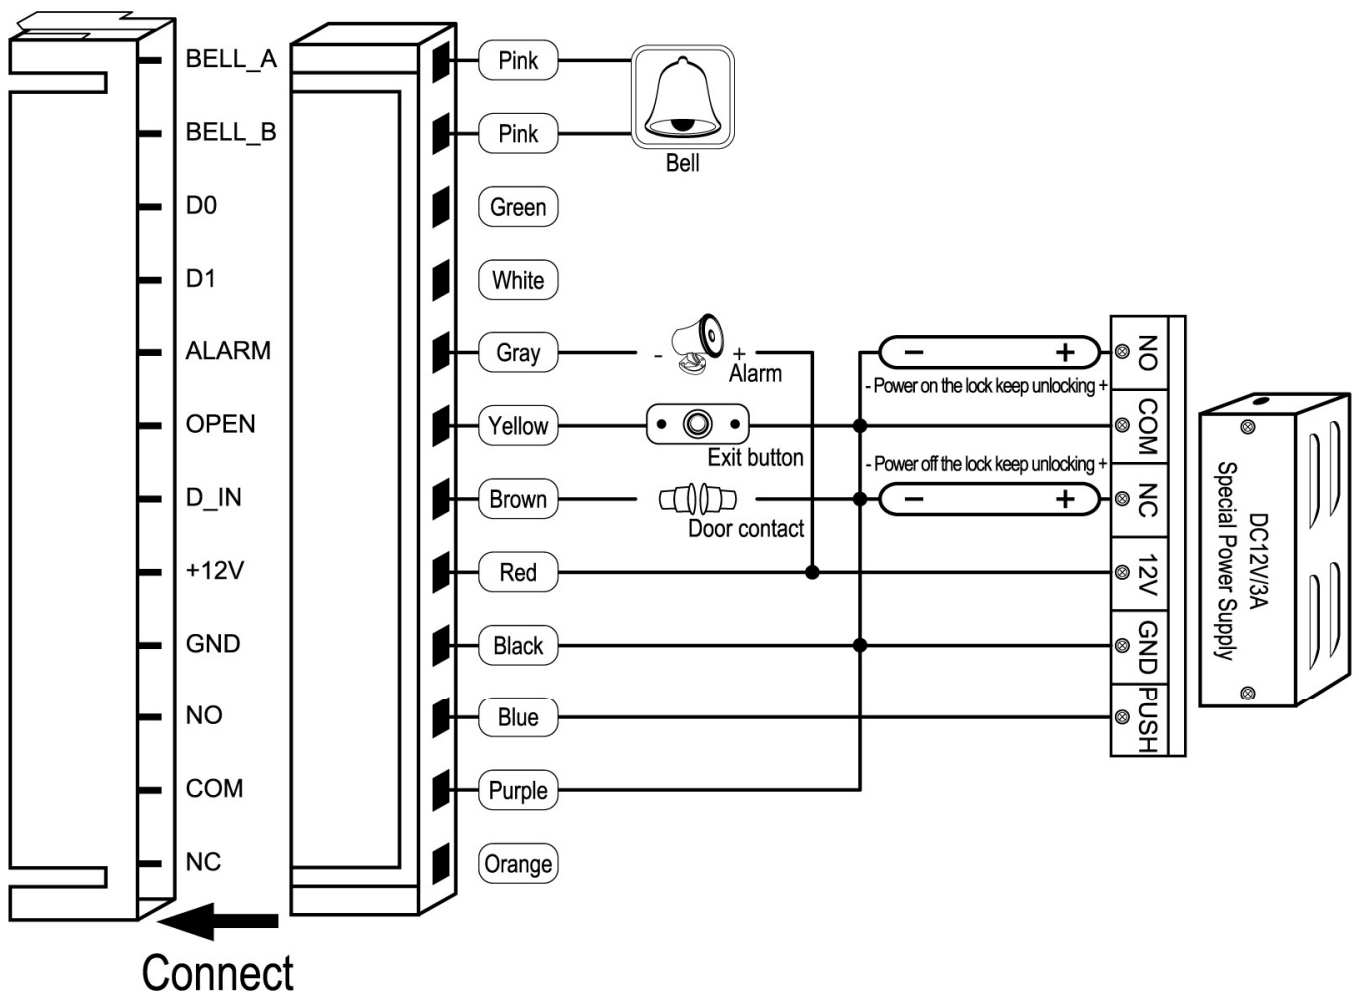 BELL_A
Pink
BELL_B
Pink
Bell
D0
Green
D1
White
ALARM
Gray
-
+
Alarm
−
+
NO
- Power on the lock keep unlocking +
OPEN
Yellow
Exit button
COM
- Power off the lock keep unlocking +
D_IN
Brown
Door contact
−
+
NC
+12V
Red
12V
GND
Black
GND
NO
Blue
PUSH
COM
Purple
NC
Orange
DC12V/3A
Special Power Supply
Connect